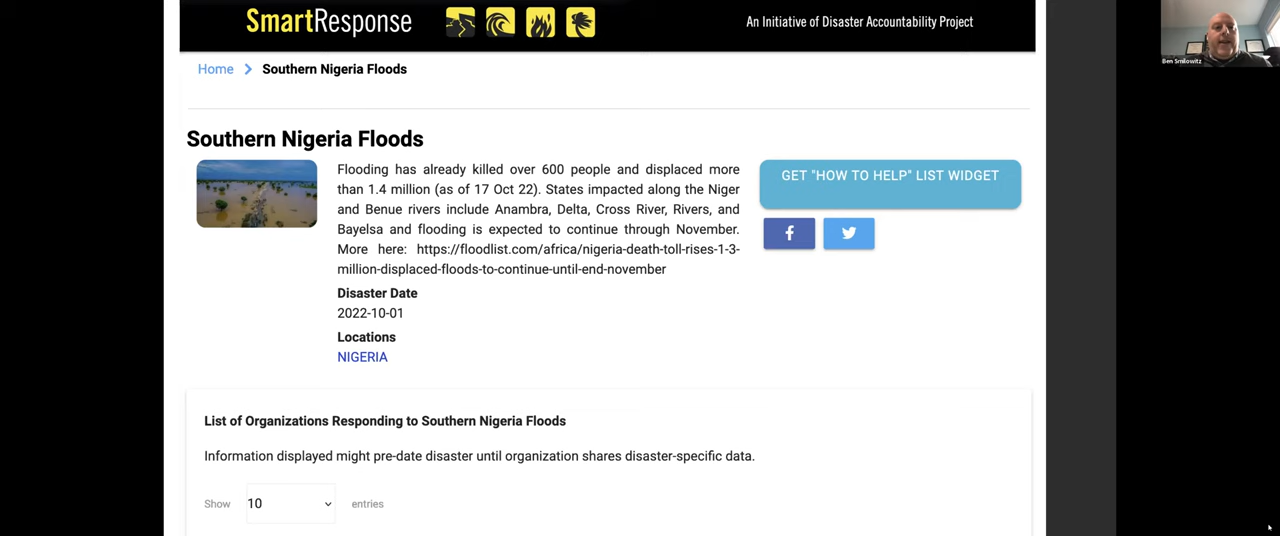 SmartResponse
An Initiative of Disaster Accountability Project
Ben Smilowitz
Home
Southern Nigeria Floods
Southern Nigeria Floods
Flooding has already killed over 600 people and displaced more
than 1.4 million (as of 17 Oct 22). States impacted along the Niger
and Benue rivers include Anambra, Delta, Cross River, Rivers, and
Bayelsa and flooding is expected to continue through November.
More here: https://floodlist.com/africa/nigeria-death-toll-rises-1-3-
million-displaced-floods-to-continue-until-end-november
GET "HOW TO HELP" LIST WIDGET
Disaster Date
2022-10-01
Locations
NIGERIA
List of Organizations Responding to Southern Nigeria Floods
Information displayed might pre-date disaster until organization shares disaster-specific data.
Show 10 entries